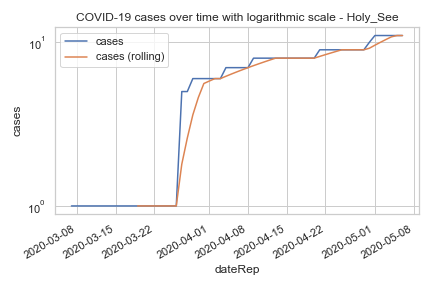 COVID-19 cases over time with logarithmic scale - Holy_See
cases
cases (rolling)
10¹
10⁰
cases
2020-03-08
2020-03-15
2020-03-22
2020-04-01
2020-04-08
2020-04-15
2020-04-22
2020-05-01
2020-05-08
dateRep